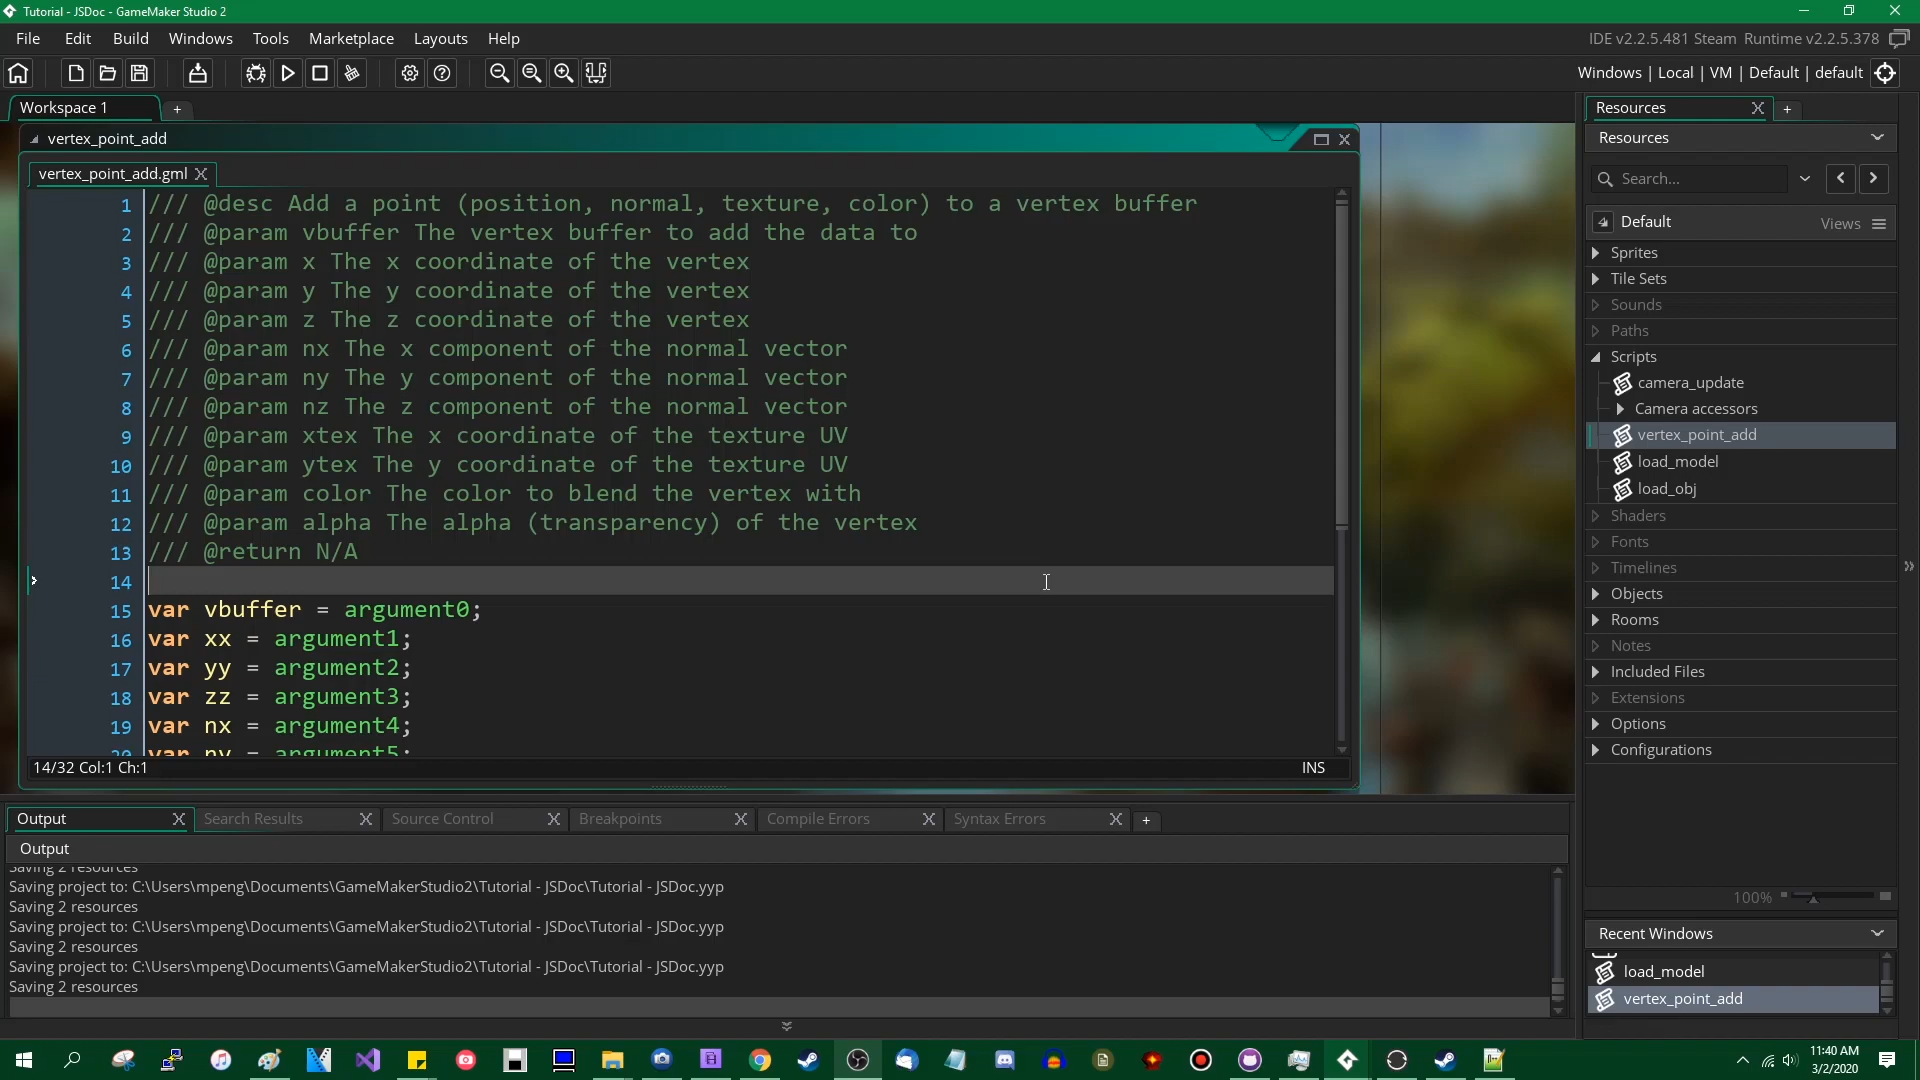 Tutorial - JSDoc - GameMaker Studio 2
File Edit Build Windows Tools Marketplace Layouts Help
IDE v2.2.5.481 Steam Runtime v2.2.5.378
Windows | Local | VM | Default | default
Workspace 1
vertex_point_add
vertex_point_add.gml
1 /// @desc Add a point (position, normal, texture, color) to a vertex buffer
2 /// @param vbuffer The vertex buffer to add the data to
3 /// @param x The x coordinate of the vertex
4 /// @param y The y coordinate of the vertex
5 /// @param z The z coordinate of the vertex
6 /// @param nx The x component of the normal vector
7 /// @param ny The y component of the normal vector
8 /// @param nz The z component of the normal vector
9 /// @param xtex The x coordinate of the texture UV
10 /// @param ytex The y coordinate of the texture UV
11 /// @param color The color to blend the vertex with
12 /// @param alpha The alpha (transparency) of the vertex
13 /// @return N/A
14
15 var vbuffer = argument0;
16 var xx = argument1;
17 var yy = argument2;
18 var zz = argument3;
19 var nx = argument4;
20 var ny = argument5;
14/32 Col:1 Ch:1 INS
Output Search Results Source Control Breakpoints Compile Errors Syntax Errors
Output
Saving 2 resources
Saving project to: C:\Users\mpeng\Documents\GameMakerStudio2\Tutorial - JSDoc\Tutorial - JSDoc.yyp
Saving 2 resources
Saving project to: C:\Users\mpeng\Documents\GameMakerStudio2\Tutorial - JSDoc\Tutorial - JSDoc.yyp
Saving 2 resources
Saving project to: C:\Users\mpeng\Documents\GameMakerStudio2\Tutorial - JSDoc\Tutorial - JSDoc.yyp
Saving 2 resources
Resources
Resources
Search...
Default Views
Sprites
Tile Sets
Sounds
Paths
Scripts
camera_update
Camera accessors
vertex_point_add
load_model
load_obj
Shaders
Fonts
Timelines
Objects
Rooms
Notes
Included Files
Extensions
Options
Configurations
100%
Recent Windows
load_model
vertex_point_add
11:40 AM
3/2/2020